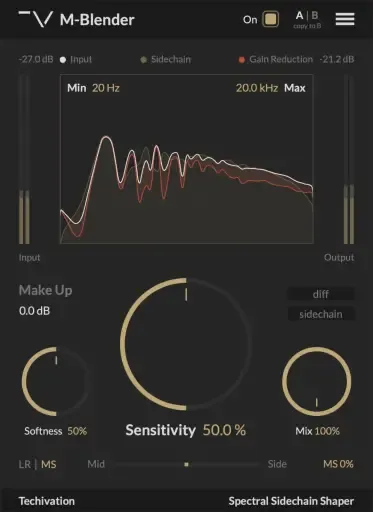 M-Blender
On
A | B
copy to B
-27.0 dB
Input
Sidechain
Gain Reduction
-21.2 dB
Min 20 Hz
20.0 kHz Max
Input
Output
Make Up
0.0 dB
diff
sidechain
Softness 50%
Sensitivity 50.0 %
Mix 100%
LR | MS
Mid
Side
MS 0%
Techivation
Spectral Sidechain Shaper